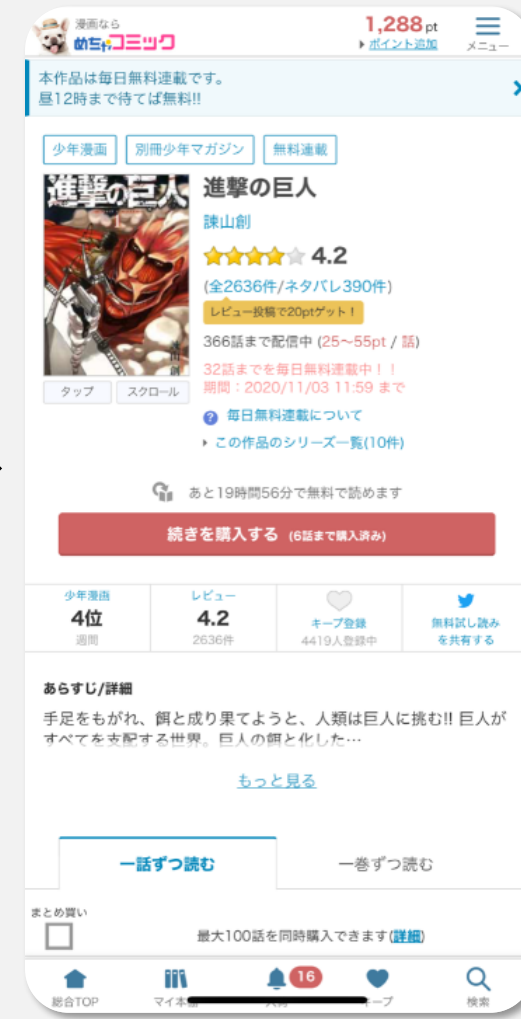 漫画なら
めちゃコミック
1,288 pt
ポイント追加
メニュー
本作品は毎日無料連載です。
昼12時まで待てば無料!!
少年漫画
別冊少年マガジン
無料連載
進撃の巨人
1
諫山創
進撃の巨人
諫山創
4.2
(全2636件/ネタバレ390件)
レビュー投稿で20ptゲット！
366話まで配信中 (25〜55pt / 話)
32話までを毎日無料連載中！！
期間：2020/11/03 11:59 まで
? 毎日無料連載について
この作品のシリーズ一覧(10件)
タップ
スクロール
あと19時間56分で無料で読めます
続きを購入する (6話まで購入済み)
少年漫画
4位
週間
レビュー
4.2
2636件
キープ登録
4419人登録中
無料試し読み
を共有する
あらすじ/詳細
手足をもがれ、餌と成り果てようと、人類は巨人に挑む!! 巨人が
すべてを支配する世界。巨人の餌と化した…
もっと見る
一話ずつ読む
一巻ずつ読む
まとめ買い
最大100話を同時購入できます(詳細)
16
総合TOP
マイ本
ープ
検索